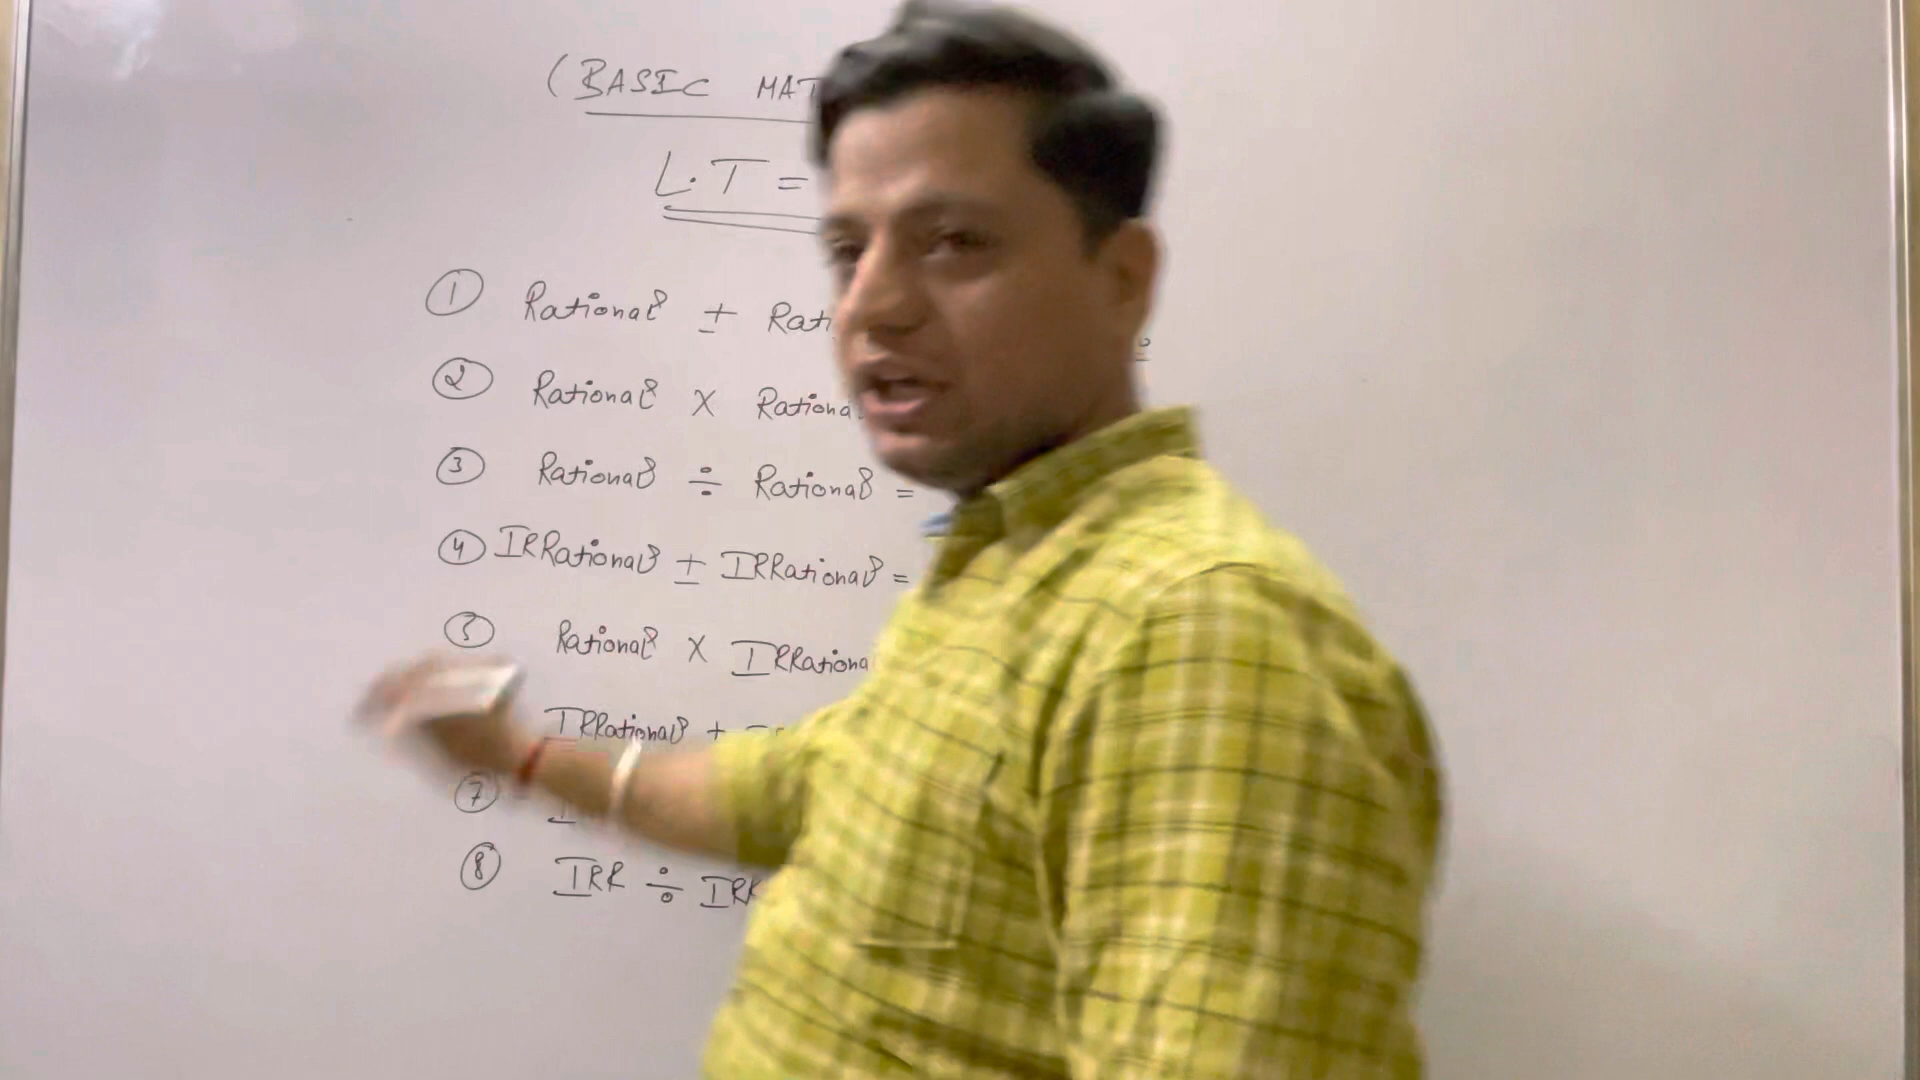 (BASIC MAT
L.T =
① Rational ± Rati
② Rational X Rationa
③ Rational ÷ Rational =
④ IRRational ± IRRational =
⑤ Rational X IRRationa
IRRational +
⑦
⑧ IRR ÷ IRR